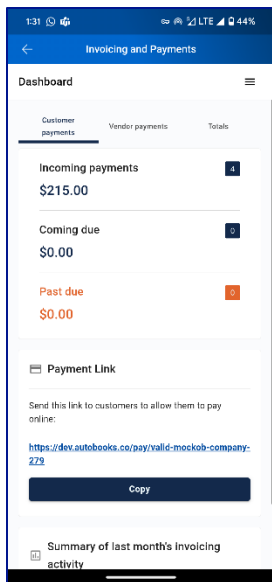 1:31 LTE 44%
Invoicing and Payments
Dashboard
Customer payments Vendor payments Totals
Incoming payments 4
$215.00
Coming due 0
$0.00
Past due 0
$0.00
Payment Link
Send this link to customers to allow them to pay
online:
https://dev.autobooks.co/pay/valid-mockob-company-
279
Copy
Summary of last month's invoicing
activity